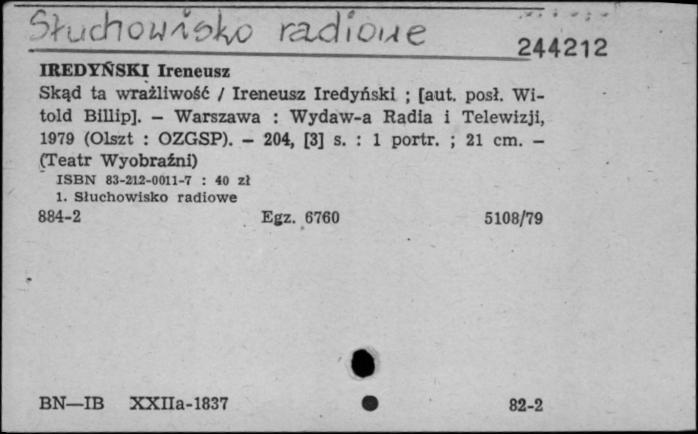 Słuchowisko radiowe
244212
IREDYŃSKI Ireneusz
Skąd ta wrażliwość / Ireneusz Iredyński ; [aut. posł. Wi-
told Billip]. — Warszawa : Wydaw-a Radia i Telewizji,
1979 (Olszt : OZGSP). — 204, [3] s. : 1 portr. ; 21 cm. —
(Teatr Wyobraźni)
ISBN 83-212-0011-7 : 40 zł
1. Słuchowisko radiowe
884-2 Egz. 6760 5108/79
BN—IB XXIIa-1837 82-2